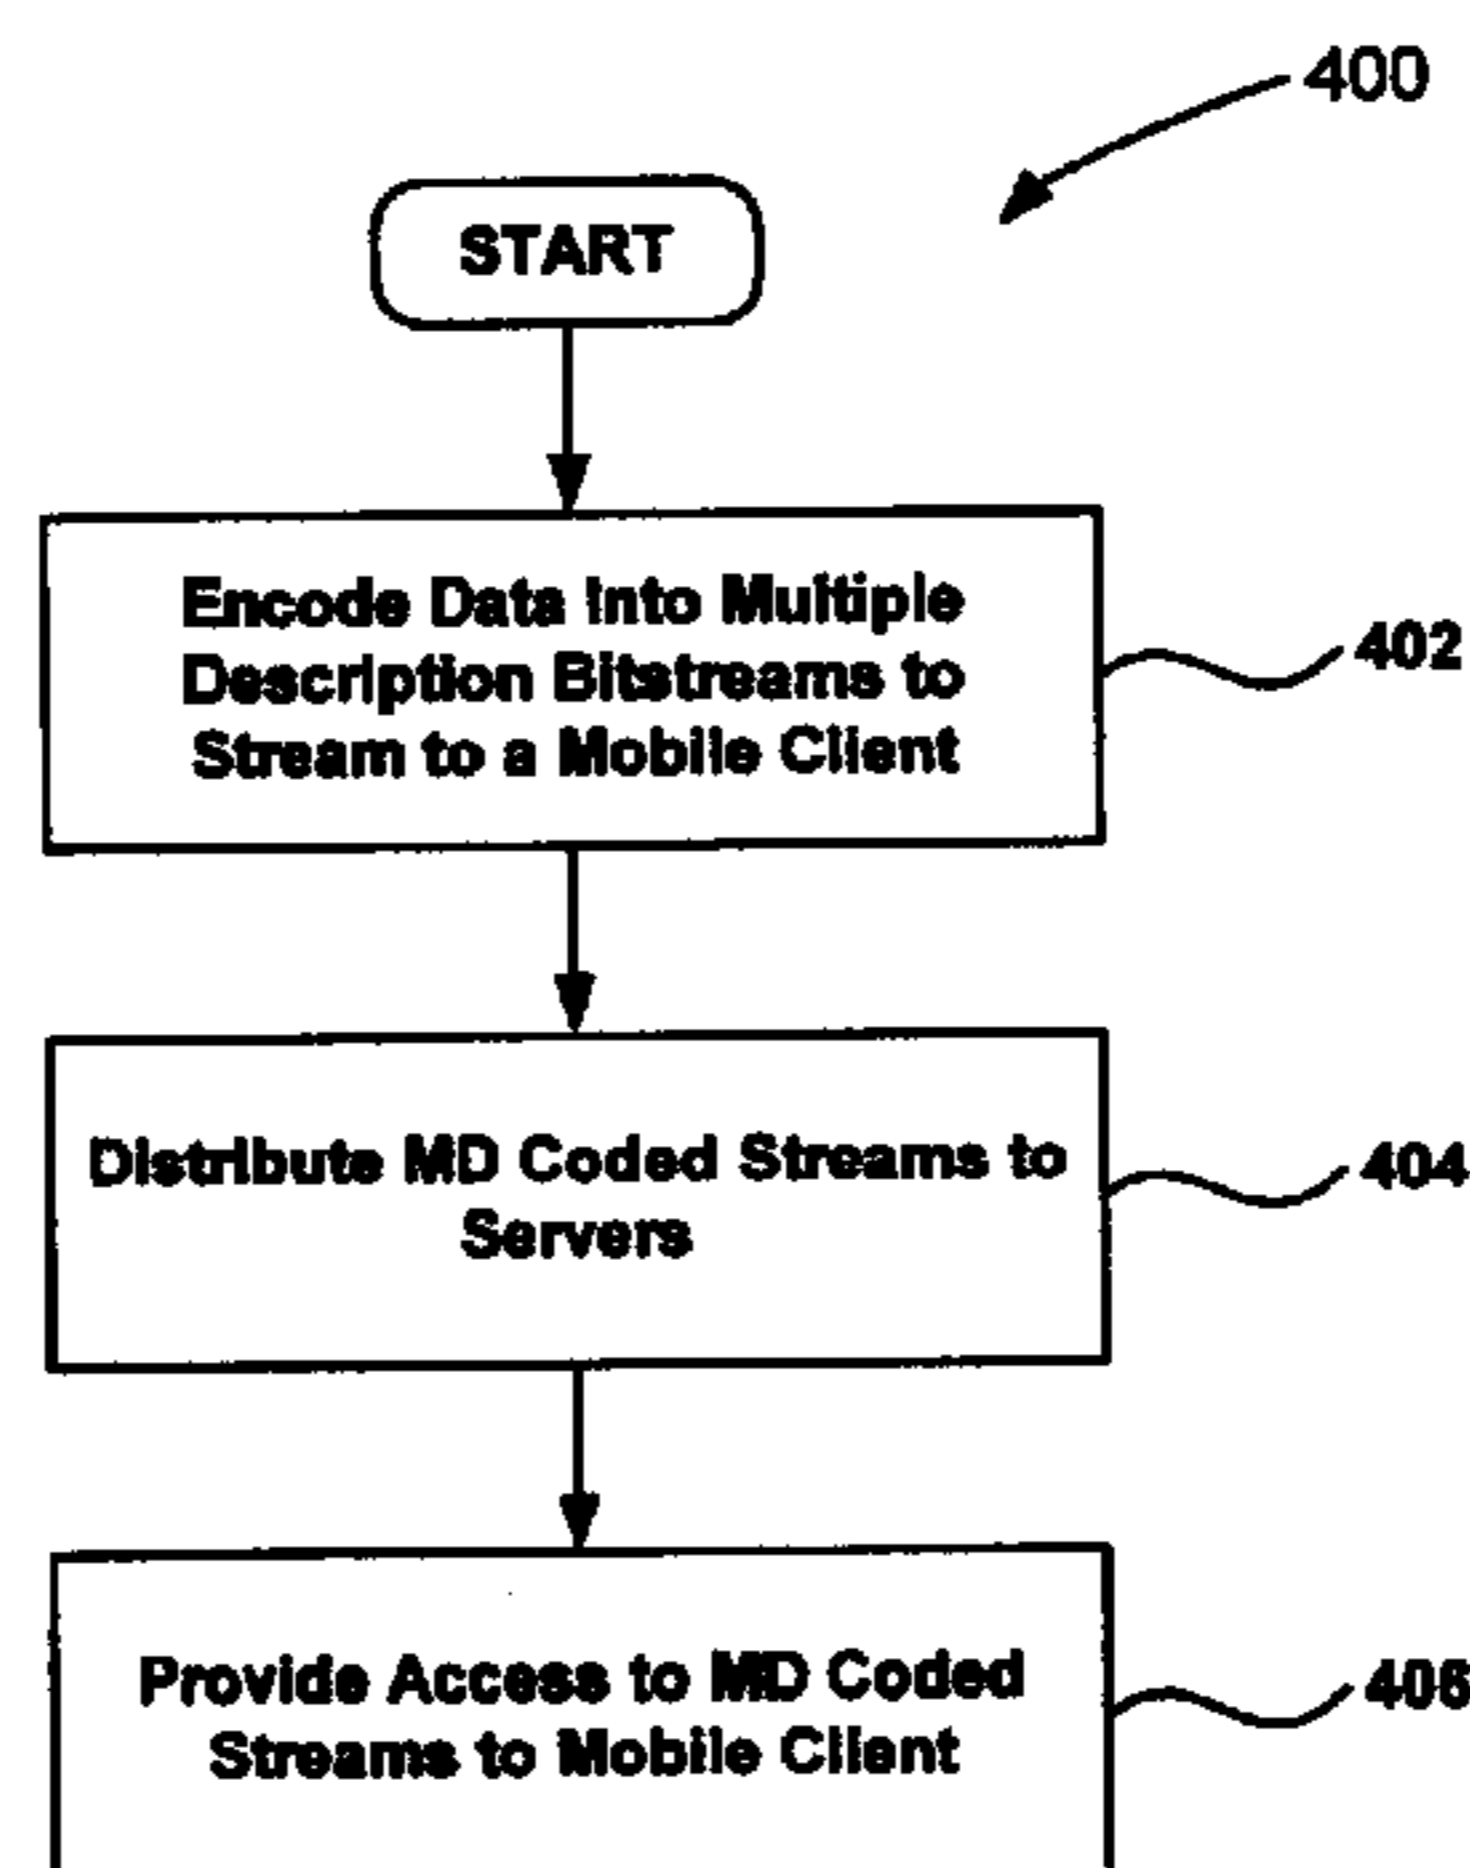 400
START
Encode Data Into Multiple
Description Bitstreams to
Stream to a Mobile Client
402
Distribute MD Coded Streams to
Servers
404
Provide Access to MD Coded
Streams to Mobile Client
406